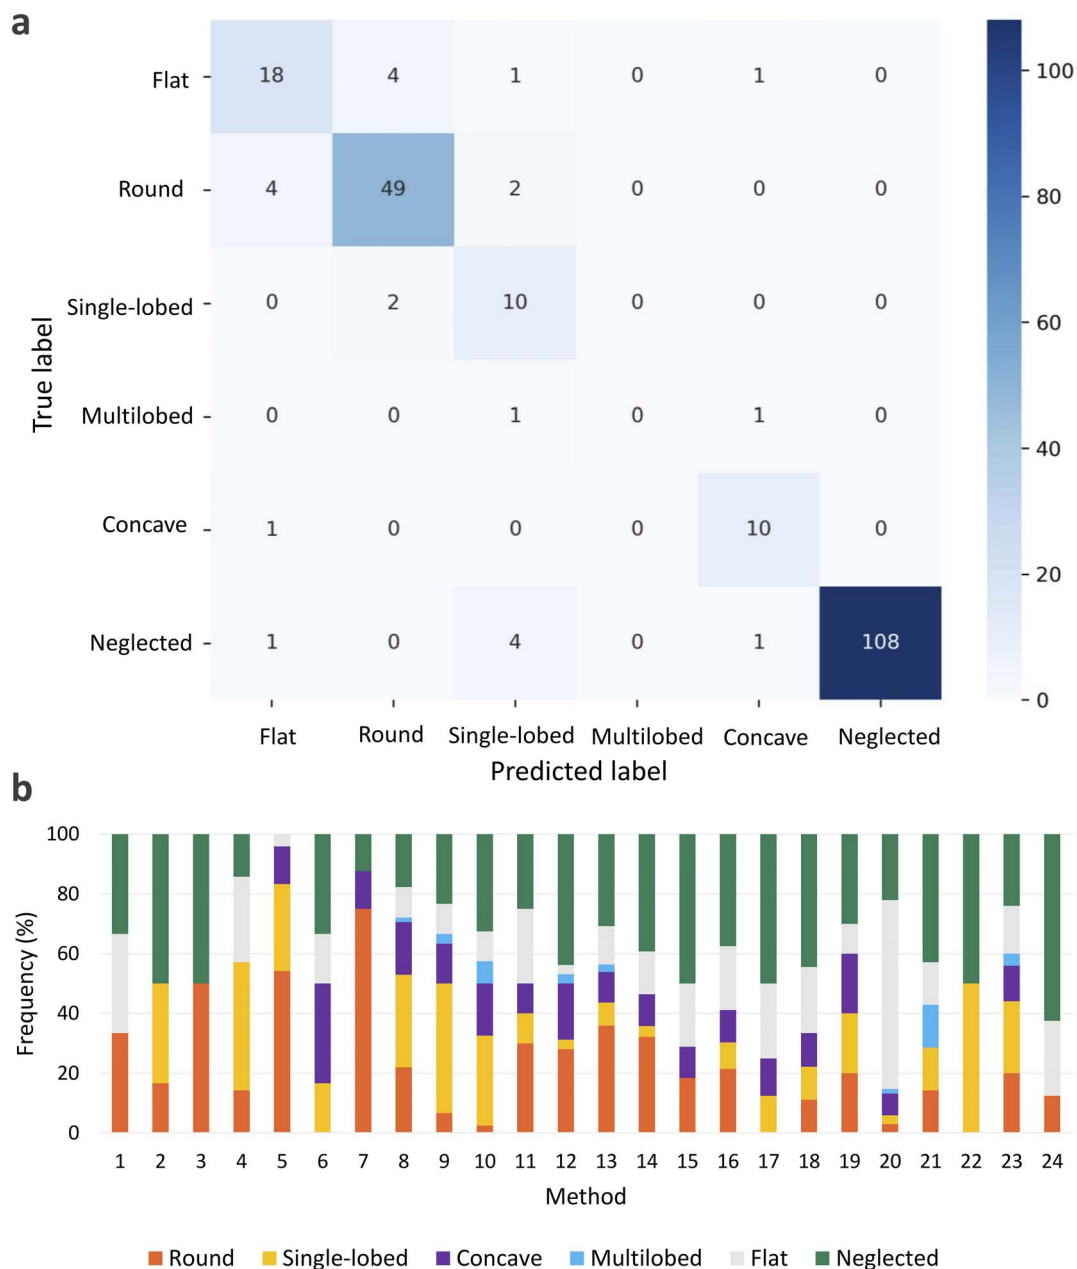 a
Flat
18 4 1 0 1 0
Round
4 49 2 0 0 0
Single-lobed
0 2 10 0 0 0
Multilobed
0 0 1 0 1 0
Concave
1 0 0 0 10 0
Neglected
1 0 4 0 1 108
True label
Flat Round Single-lobed Multilobed Concave Neglected
Predicted label
100
80
60
40
20
0
b
100
80
60
40
20
0
Frequency (%)
1 2 3 4 5 6 7 8 9 10 11 12 13 14 15 16 17 18 19 20 21 22 23 24
Method
Round Single-lobed Concave Multilobed Flat Neglected